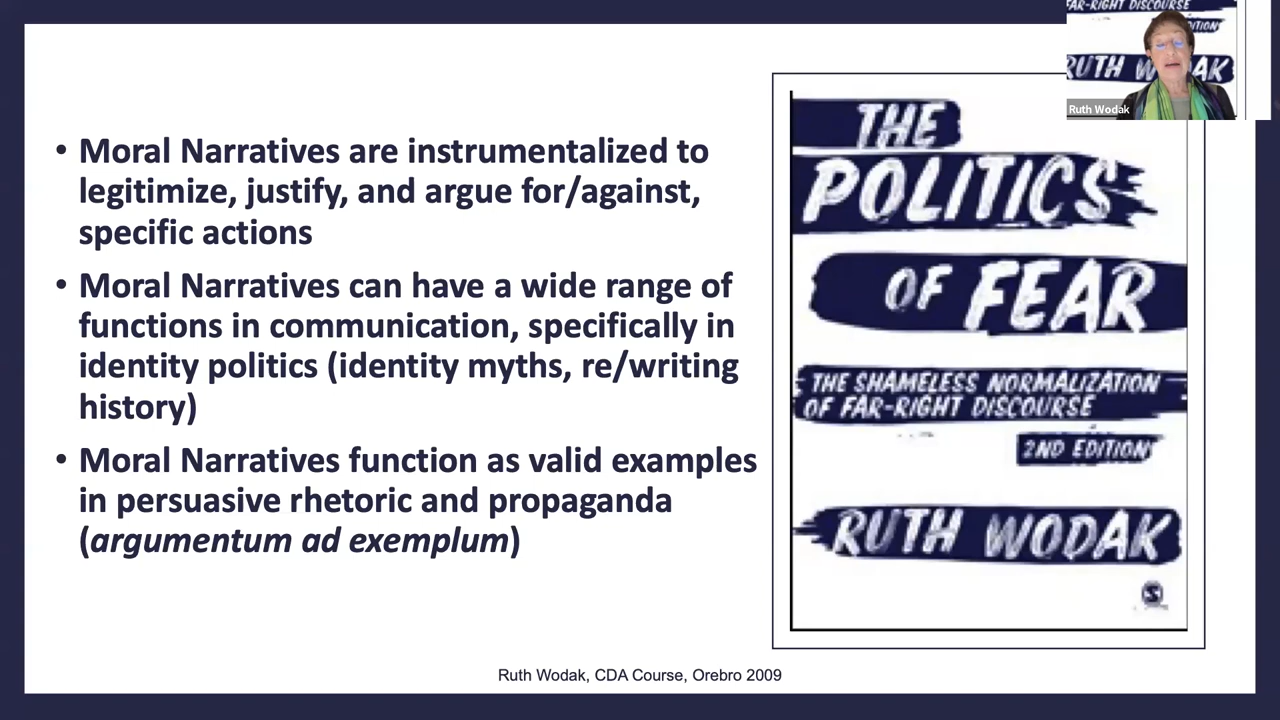 FAR-RIGHT DISCOURSE
RUTH WODAK
Ruth Wodak
• Moral Narratives are instrumentalized to
legitimize, justify, and argue for/against,
specific actions
• Moral Narratives can have a wide range of
functions in communication, specifically in
identity politics (identity myths, re/writing
history)
• Moral Narratives function as valid examples
in persuasive rhetoric and propaganda
(argumentum ad exemplum)
THE
POLITICS
OF FEAR
THE SHAMELESS NORMALIZATION
OF FAR-RIGHT DISCOURSE
2ND EDITION
RUTH WODAK
Ruth Wodak, CDA Course, Orebro 2009